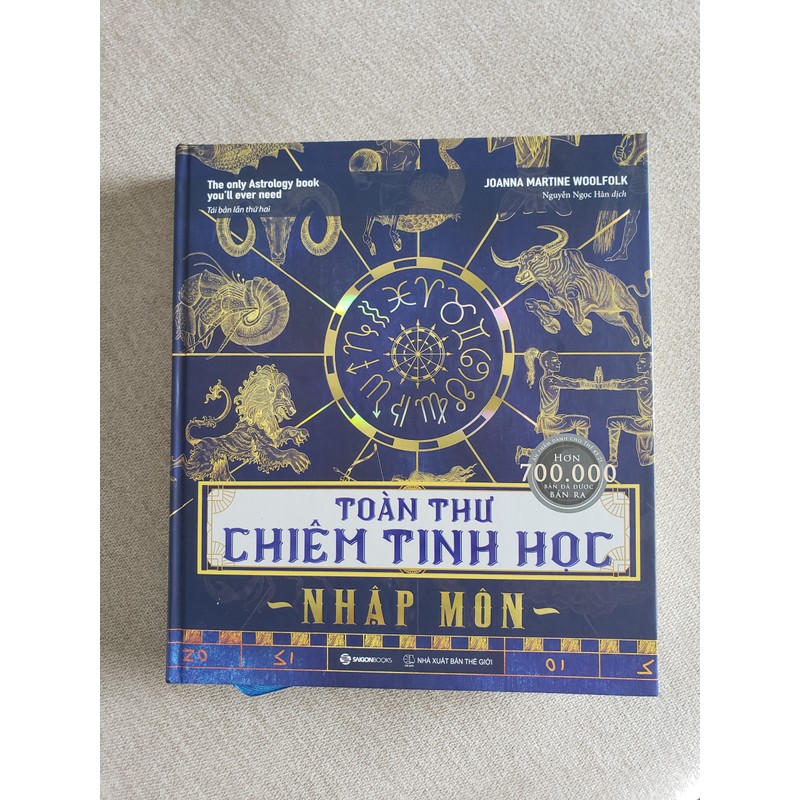 The only Astrology book
you'll ever need
Tái bản lần thứ hai
JOANNA MARTINE WOOLFOLK
Nguyễn Ngọc Hân dịch
HƠN
700.000
BẢN ĐÃ ĐƯỢC
BÁN RA
TOÀN THƯ
CHIÊM TINH HỌC
NHẬP MÔN
SAIGONBOOKS
NHÀ XUẤT BẢN THẾ GIỚI